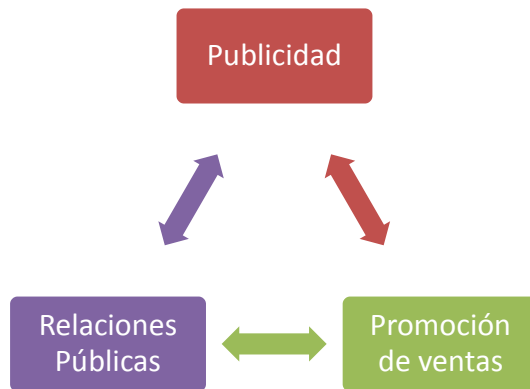 Publicidad
Relaciones
Públicas
Promoción
de ventas